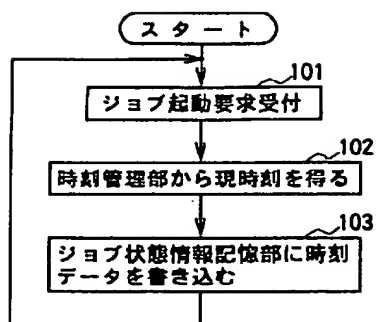 スタート
101
ジョブ起動要求受付
102
時刻管理部から現時刻を得る
103
ジョブ状態情報記憶部に時刻
データを書き込む